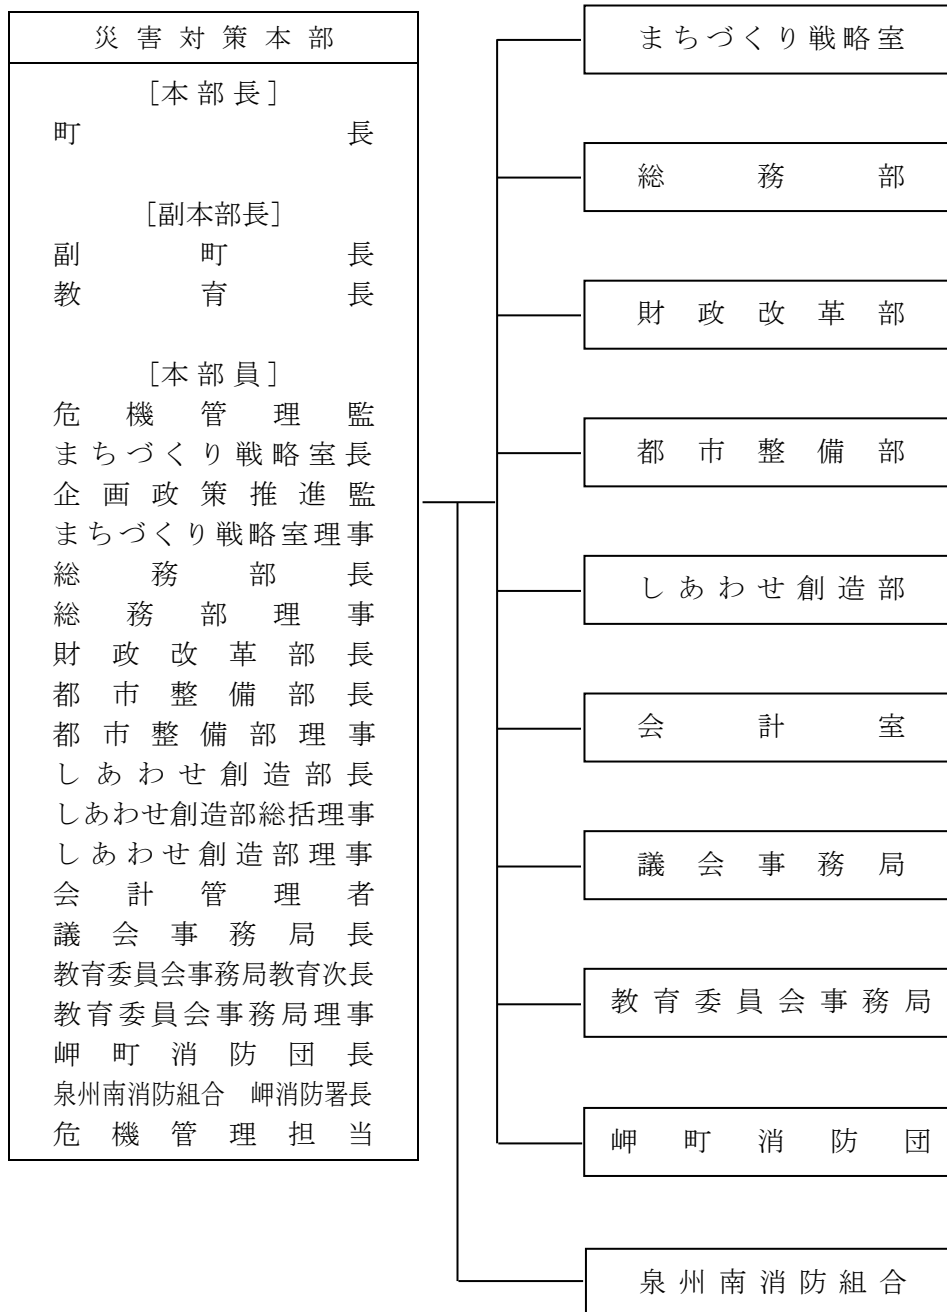 災害対策本部
[本部長]
町長
[副本部長]
副町長
教育長
[本部員]
危機管理監
まちづくり戦略室長
企画政策推進監
まちづくり戦略室理事
総務部長
総務部理事
財政改革部長
都市整備部長
都市整備部理事
しあわせ創造部長
しあわせ創造部総括理事
しあわせ創造部理事
会計管理者
議会事務局長
教育委員会事務局教育次長
教育委員会事務局理事
岬町消防団長
泉州南消防組合　岬消防署長
危機管理担当
まちづくり戦略室
総務部
財政改革部
都市整備部
しあわせ創造部
会計室
議会事務局
教育委員会事務局
岬町消防団
泉州南消防組合